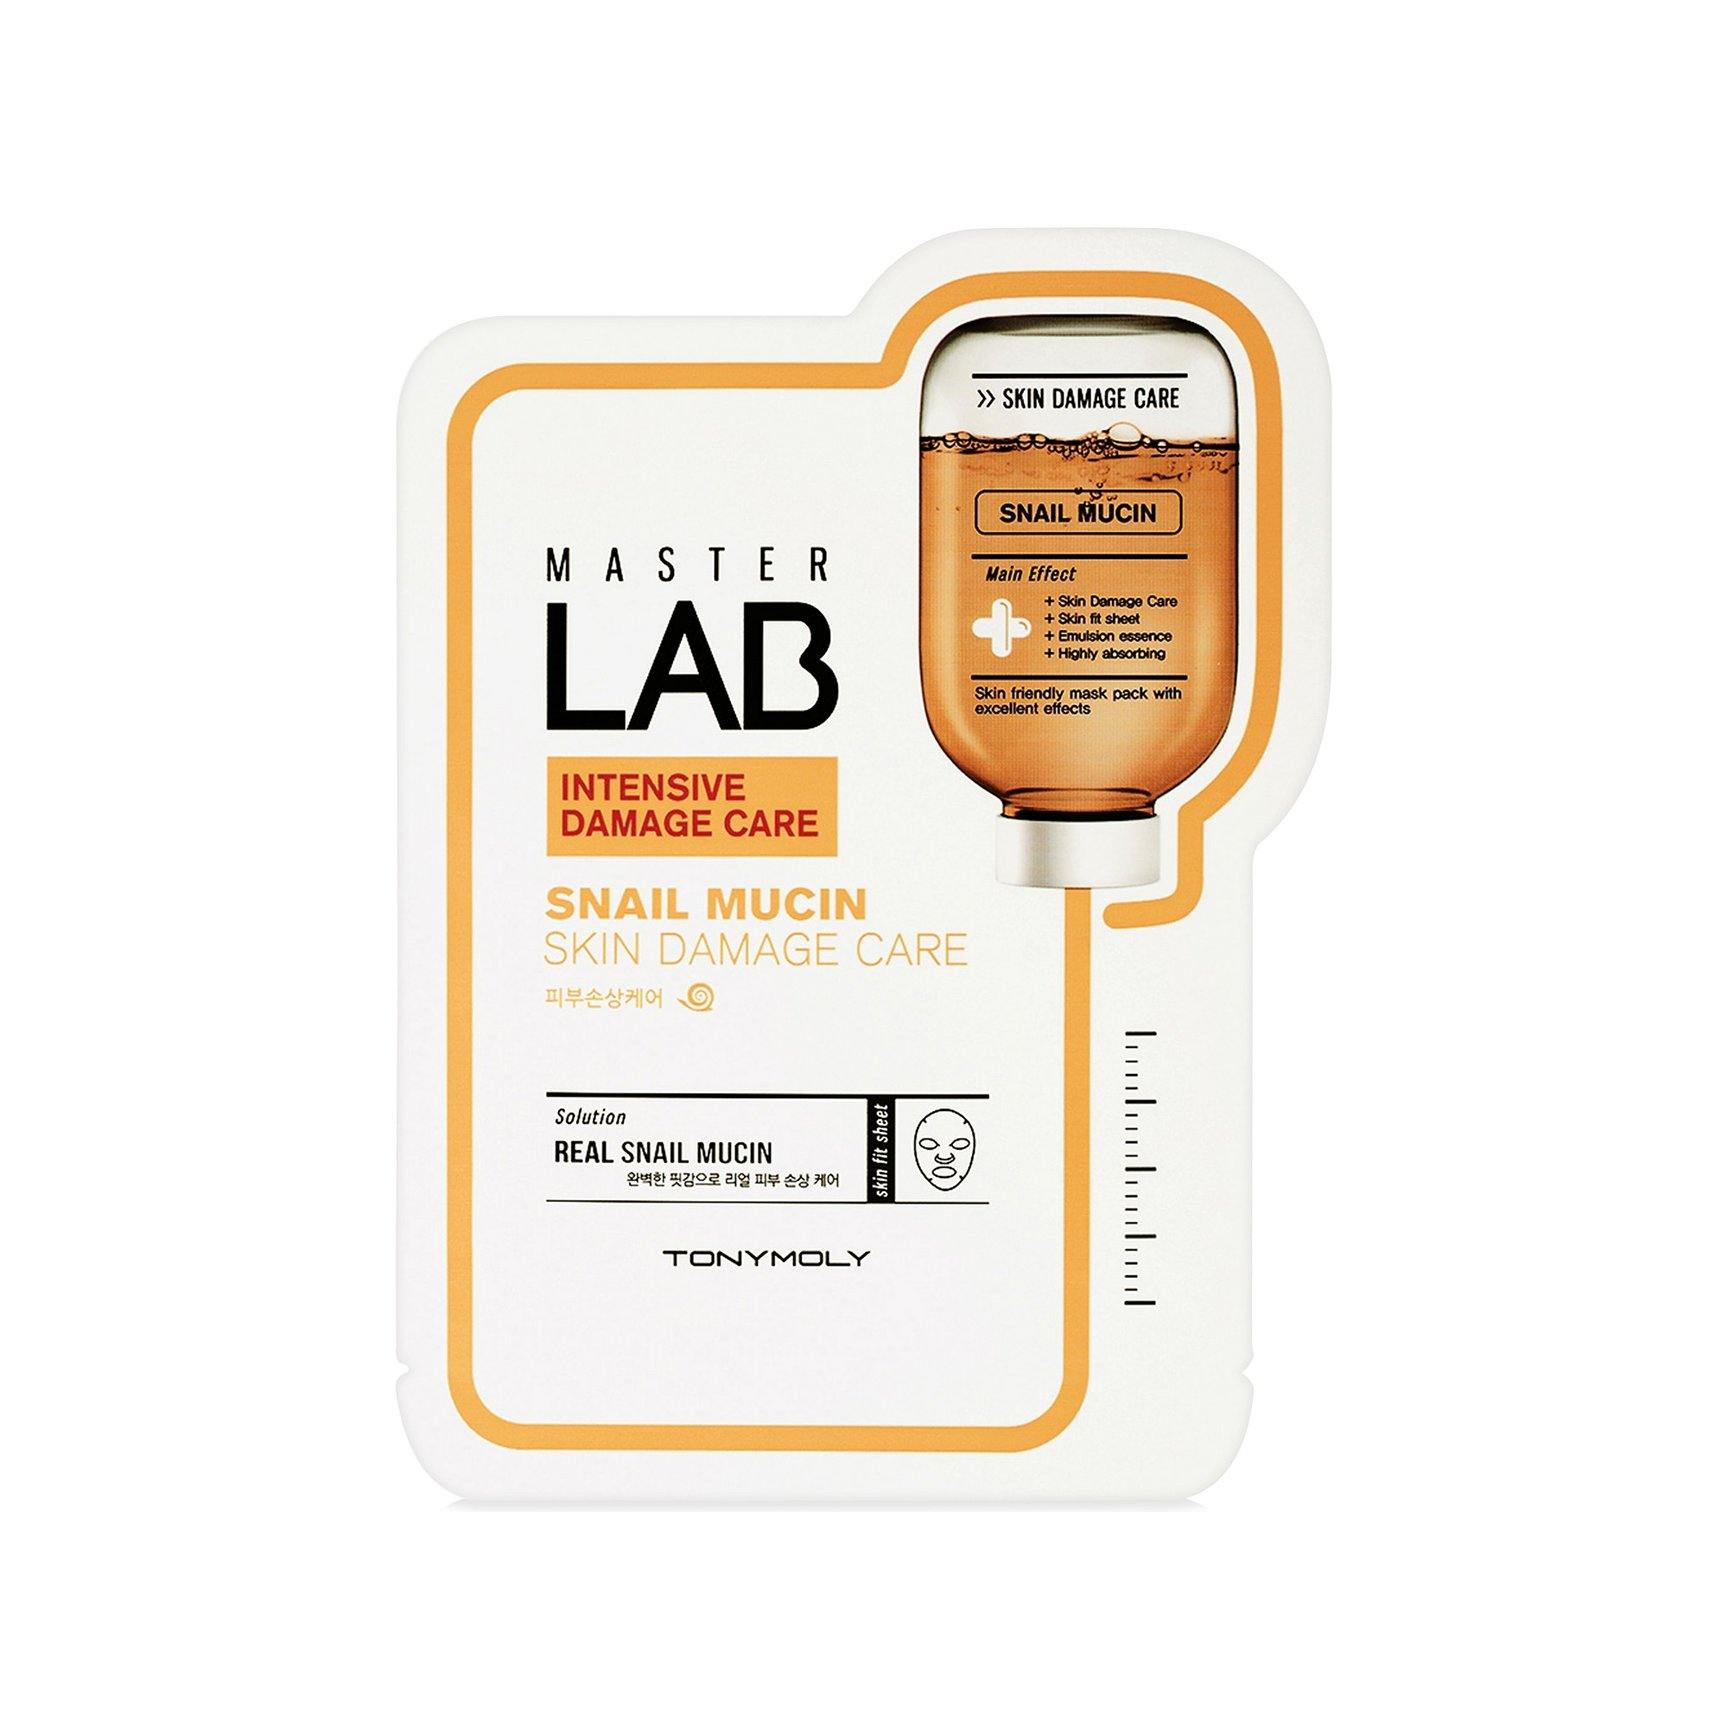 >> SKIN DAMAGE CARE
SNAIL MUCIN
Main Effect
+ Skin Damage Care
+ Skin fit sheet
+ Emulsion essence
+ Highly absorbing
Skin friendly mask pack with
excellent effects
MASTER
LAB
INTENSIVE
DAMAGE CARE
SNAIL MUCIN
SKIN DAMAGE CARE
피부손상케어
Solution
REAL SNAIL MUCIN
완벽한 핏감으로 리얼 피부 손상 케어
skin fit sheet
TONYMOLY